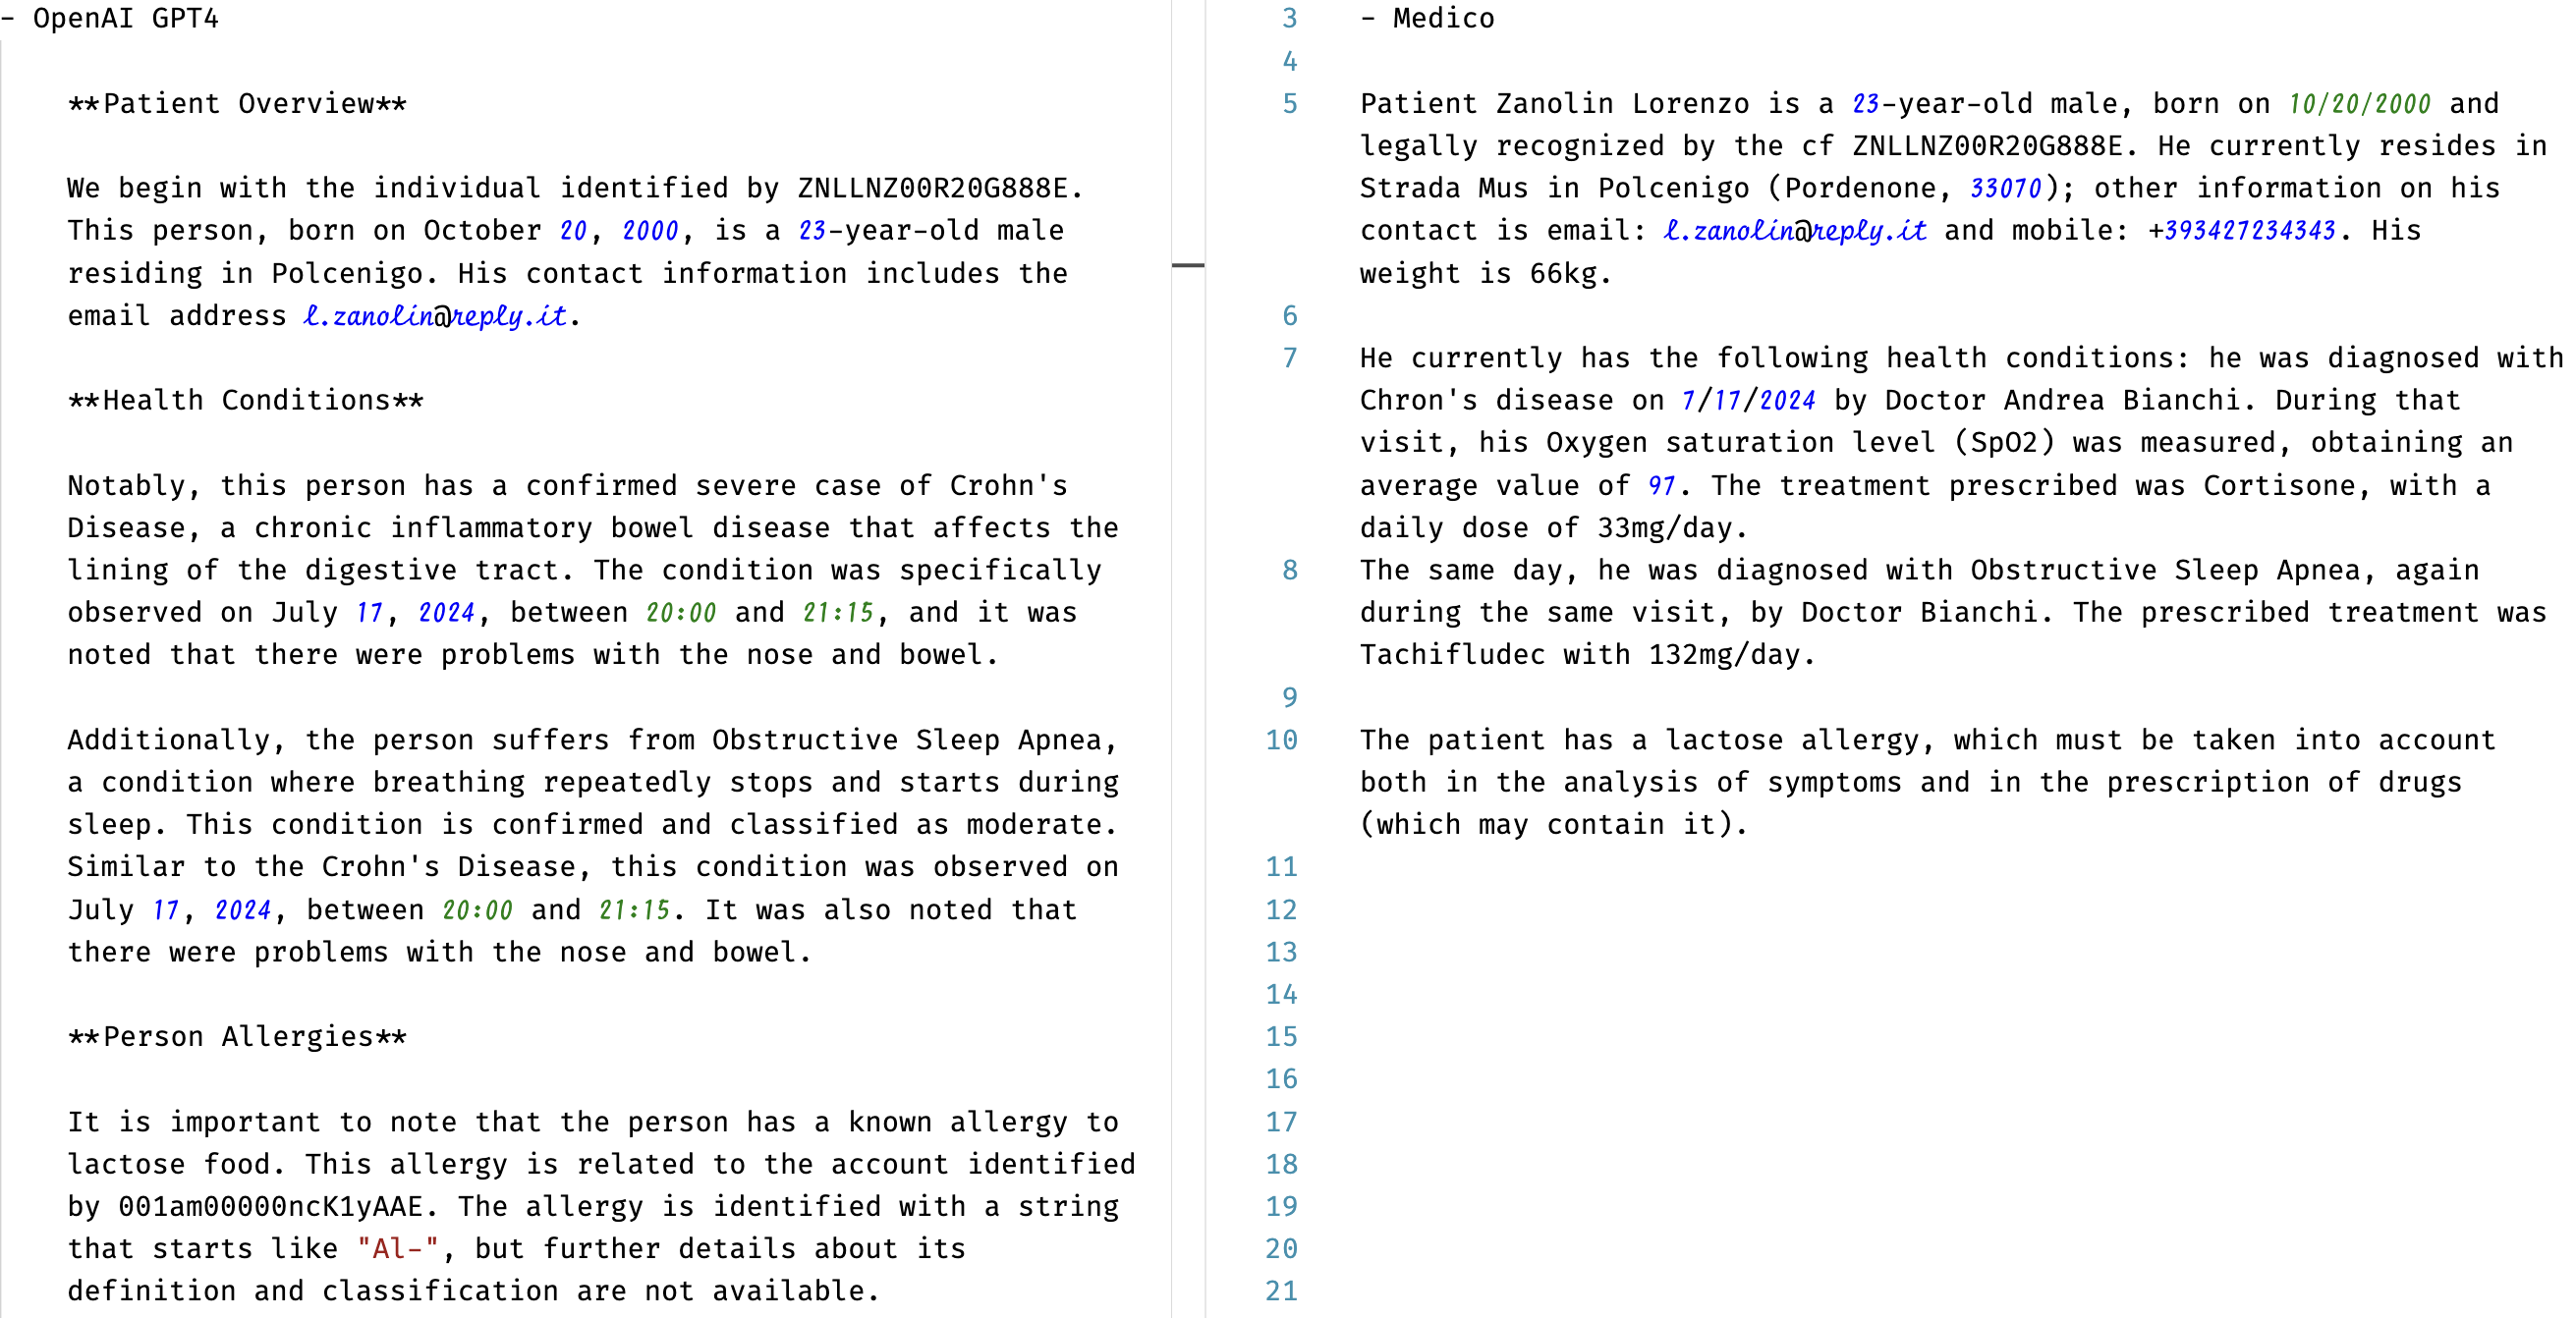 - OpenAI GPT4
**Patient Overview**
We begin with the individual identified by ZNLLNZ00R20G888E.
This person, born on October 20, 2000, is a 23-year-old male
residing in Polcenigo. His contact information includes the
email address l.zanolin@reply.it.
**Health Conditions**
Notably, this person has a confirmed severe case of Crohn's
Disease, a chronic inflammatory bowel disease that affects the
lining of the digestive tract. The condition was specifically
observed on July 17, 2024, between 20:00 and 21:15, and it was
noted that there were problems with the nose and bowel.
Additionally, the person suffers from Obstructive Sleep Apnea,
a condition where breathing repeatedly stops and starts during
sleep. This condition is confirmed and classified as moderate.
Similar to the Crohn's Disease, this condition was observed on
July 17, 2024, between 20:00 and 21:15. It was also noted that
there were problems with the nose and bowel.
**Person Allergies**
It is important to note that the person has a known allergy to
lactose food. This allergy is related to the account identified
by 001am00000ncK1yAAE. The allergy is identified with a string
that starts like "Al-", but further details about its
definition and classification are not available.
3 - Medico
4
5 Patient Zanolin Lorenzo is a 23-year-old male, born on 10/20/2000 and
legally recognized by the cf ZNLLNZ00R20G888E. He currently resides in
Strada Mus in Polcenigo (Pordenone, 33070); other information on his
contact is email: l.zanolin@reply.it and mobile: +393427234343. His
weight is 66kg.
6
7 He currently has the following health conditions: he was diagnosed with
Chron's disease on 7/17/2024 by Doctor Andrea Bianchi. During that
visit, his Oxygen saturation level (SpO2) was measured, obtaining an
average value of 97. The treatment prescribed was Cortisone, with a
daily dose of 33mg/day.
8 The same day, he was diagnosed with Obstructive Sleep Apnea, again
during the same visit, by Doctor Bianchi. The prescribed treatment was
Tachifludec with 132mg/day.
9
10 The patient has a lactose allergy, which must be taken into account
both in the analysis of symptoms and in the prescription of drugs
(which may contain it).
11
12
13
14
15
16
17
18
19
20
21